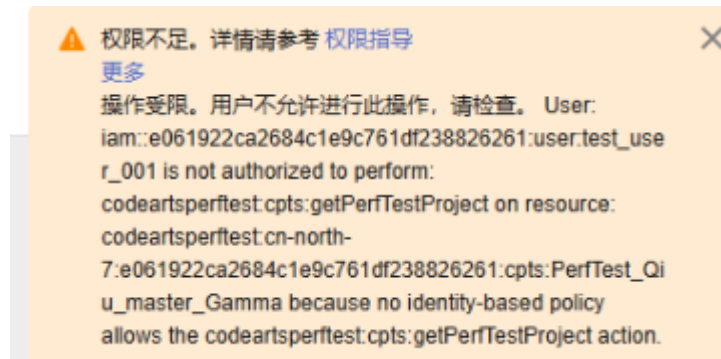 权限不足。详情请参考 权限指导
更多
操作受限。用户不允许进行此操作，请检查。 User:
iam::e061922ca2684c1e9c761df238826261:user:test_use
r_001 is not authorized to perform:
codeartsperftest:cpts:getPerfTestProject on resource:
codeartsperftest:cn-north-
7:e061922ca2684c1e9c761df238826261:cpts:PerfTest_Qi
u_master_Gamma because no identity-based policy
allows the codeartsperftest:cpts:getPerfTestProject action.